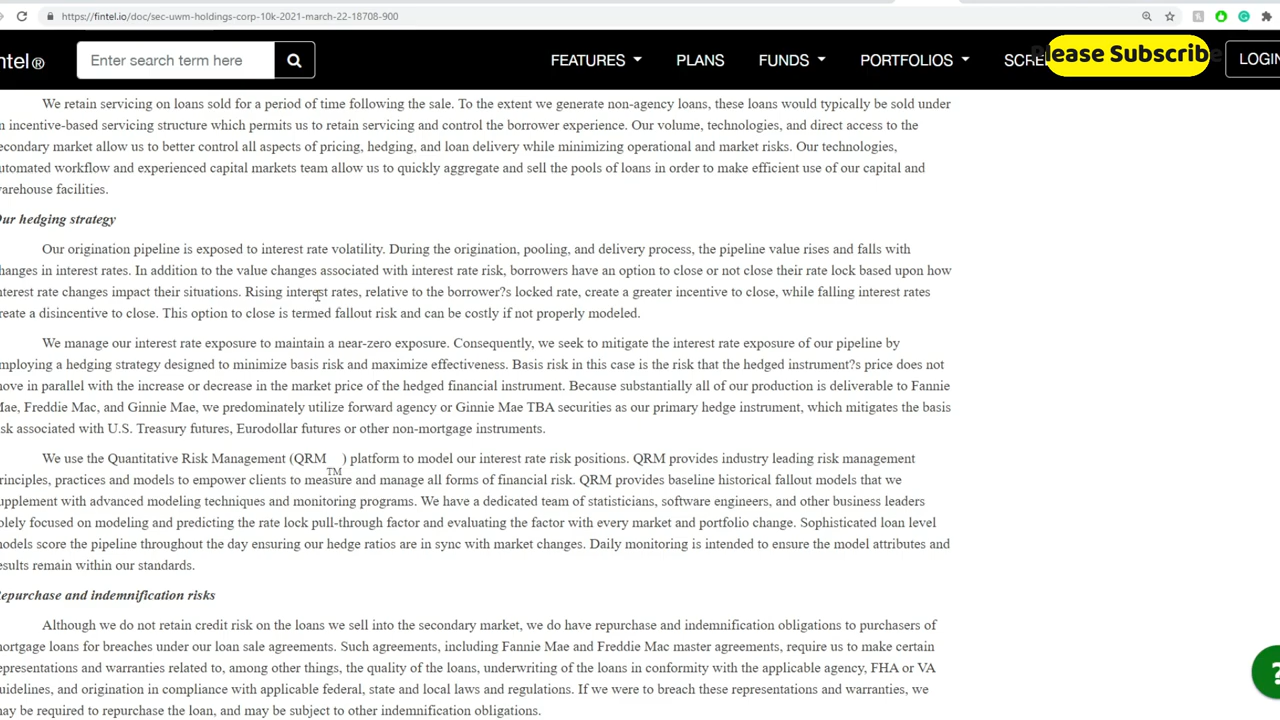 https://fintel.io/doc/sec-uwm-holdings-corp-10k-2021-march-22-18708-900
ntel®
Enter search term here
FEATURES
PLANS
FUNDS
PORTFOLIOS
SCRE
Please Subscribe
LOGIN
We retain servicing on loans sold for a period of time following the sale. To the extent we generate non-agency loans, these loans would typically be sold under
n incentive-based servicing structure which permits us to retain servicing and control the borrower experience. Our volume, technologies, and direct access to the
econdary market allow us to better control all aspects of pricing, hedging, and loan delivery while minimizing operational and market risks. Our technologies,
utomated workflow and experienced capital markets team allow us to quickly aggregate and sell the pools of loans in order to make efficient use of our capital and
arehouse facilities.
Our hedging strategy
Our origination pipeline is exposed to interest rate volatility. During the origination, pooling, and delivery process, the pipeline value rises and falls with
hanges in interest rates. In addition to the value changes associated with interest rate risk, borrowers have an option to close or not close their rate lock based upon how
nterest rate changes impact their situations. Rising interest rates, relative to the borrower?s locked rate, create a greater incentive to close, while falling interest rates
reate a disincentive to close. This option to close is termed fallout risk and can be costly if not properly modeled.
We manage our interest rate exposure to maintain a near-zero exposure. Consequently, we seek to mitigate the interest rate exposure of our pipeline by
mploying a hedging strategy designed to minimize basis risk and maximize effectiveness. Basis risk in this case is the risk that the hedged instrument?s price does not
move in parallel with the increase or decrease in the market price of the hedged financial instrument. Because substantially all of our production is deliverable to Fannie
Mae, Freddie Mac, and Ginnie Mae, we predominately utilize forward agency or Ginnie Mae TBA securities as our primary hedge instrument, which mitigates the basis
isk associated with U.S. Treasury futures, Eurodollar futures or other non-mortgage instruments.
We use the Quantitative Risk Management (QRM TM) platform to model our interest rate risk positions. QRM provides industry leading risk management
rinciples, practices and models to empower clients to measure and manage all forms of financial risk. QRM provides baseline historical fallout models that we
upplement with advanced modeling techniques and monitoring programs. We have a dedicated team of statisticians, software engineers, and other business leaders
olely focused on modeling and predicting the rate lock pull-through factor and evaluating the factor with every market and portfolio change. Sophisticated loan level
models score the pipeline throughout the day ensuring our hedge ratios are in sync with market changes. Daily monitoring is intended to ensure the model attributes and
esults remain within our standards.
Repurchase and indemnification risks
Although we do not retain credit risk on the loans we sell into the secondary market, we do have repurchase and indemnification obligations to purchasers of
mortgage loans for breaches under our loan sale agreements. Such agreements, including Fannie Mae and Freddie Mac master agreements, require us to make certain
epresentations and warranties related to, among other things, the quality of the loans, underwriting of the loans in conformity with the applicable agency, FHA or VA
uidelines, and origination in compliance with applicable federal, state and local laws and regulations. If we were to breach these representations and warranties, we
may be required to repurchase the loan, and may be subject to other indemnification obligations.
?